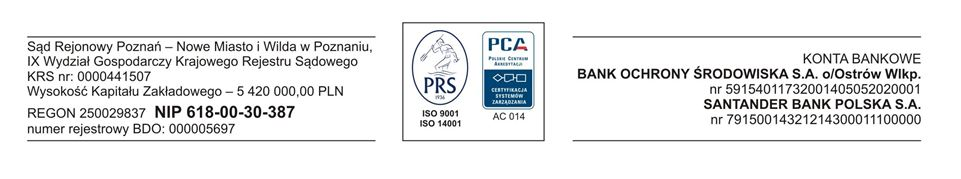 Sąd Rejonowy Poznań – Nowe Miasto i Wilda w Poznaniu,
IX Wydział Gospodarczy Krajowego Rejestru Sądowego
KRS nr: 0000441507
Wysokość Kapitału Zakładowego – 5 420 000,00 PLN
REGON 250029837 NIP 618-00-30-387
numer rejestrowy BDO: 000005697
PRS
1936
ISO 9001
ISO 14001
PCA
POLSKIE CENTRUM
AKREDYTACJI
CERTYFIKACJA
SYSTEMÓW
ZARZĄDZANIA
AC 014
KONTA BANKOWE
BANK OCHRONY ŚRODOWISKA S.A. o/Ostrów Wlkp.
nr 59154011732001405052020001
SANTANDER BANK POLSKA S.A.
nr 79150014321214300011100000